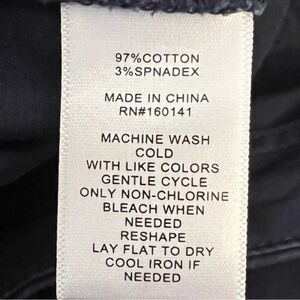 97%COTTON
3%SPNADEX
MADE IN CHINA
RN#160141
MACHINE WASH
COLD
WITH LIKE COLORS
GENTLE CYCLE
ONLY NON-CHLORINE
BLEACH WHEN
NEEDED
RESHAPE
LAY FLAT TO DRY
COOL IRON IF
NEEDED